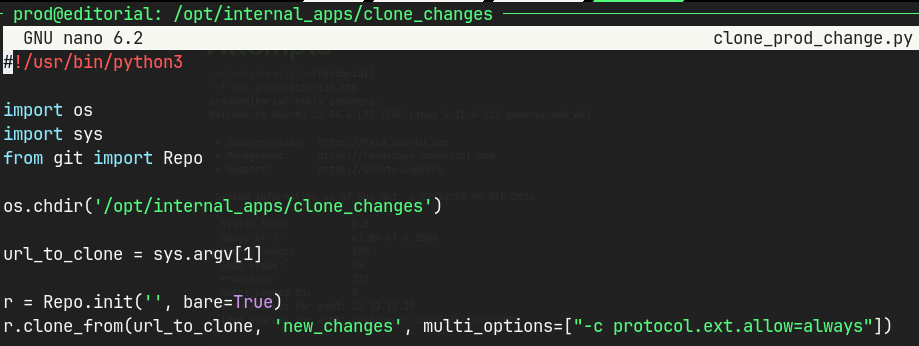 prod@editorial: /opt/internal_apps/clone_changes
GNU nano 6.2 clone_prod_change.py
#!/usr/bin/python3
import os
import sys
from git import Repo
os.chdir('/opt/internal_apps/clone_changes')
url_to_clone = sys.argv[1]
r = Repo.init('', bare=True)
r.clone_from(url_to_clone, 'new_changes', multi_options=["-c protocol.ext.allow=always"])